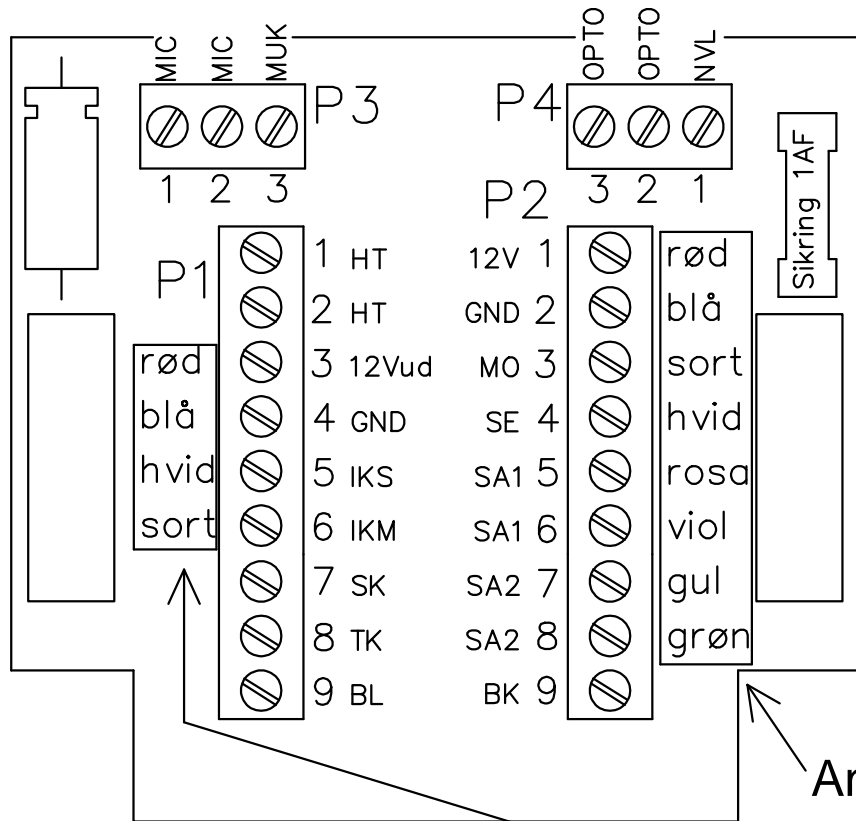 MIC MIC MUK
OPTO OPTO NVL
P3
P4
1 2 3
3 2 1
P2
Sikring 1AF
P1
1 HT
12V 1 rød
2 HT
GND 2 blå
rød 3 12Vud
MO 3 sort
blå 4 GND
SE 4 hvid
hvid 5 IKS
SA1 5 rosa
sort 6 IKM
SA1 6 viol
7 SK
SA2 7 gul
8 TK
SA2 8 grøn
9 BL
BK 9